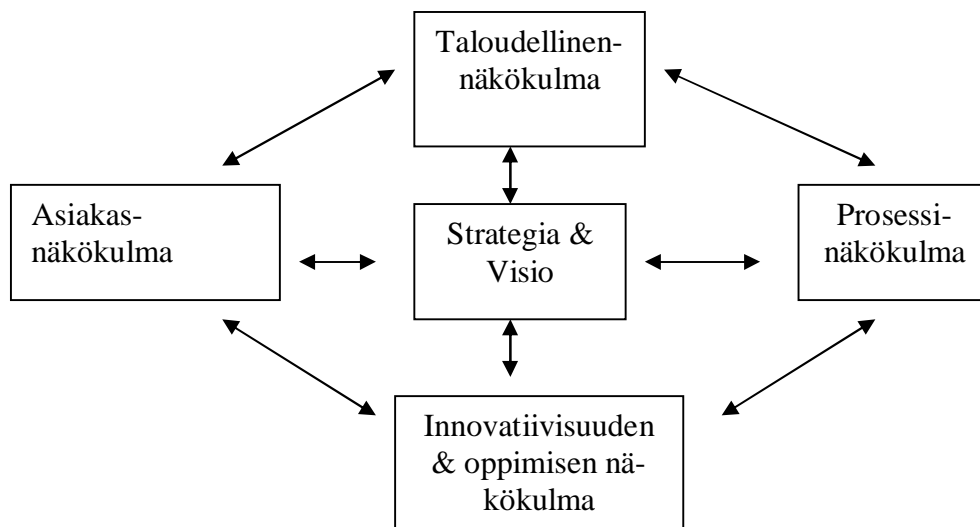 Taloudellinen-
näkökulma
Asiakas-
näkökulma
Strategia &
Visio
Prosessi-
näkökulma
Innovatiivisuuden
& oppimisen nä-
kökulma